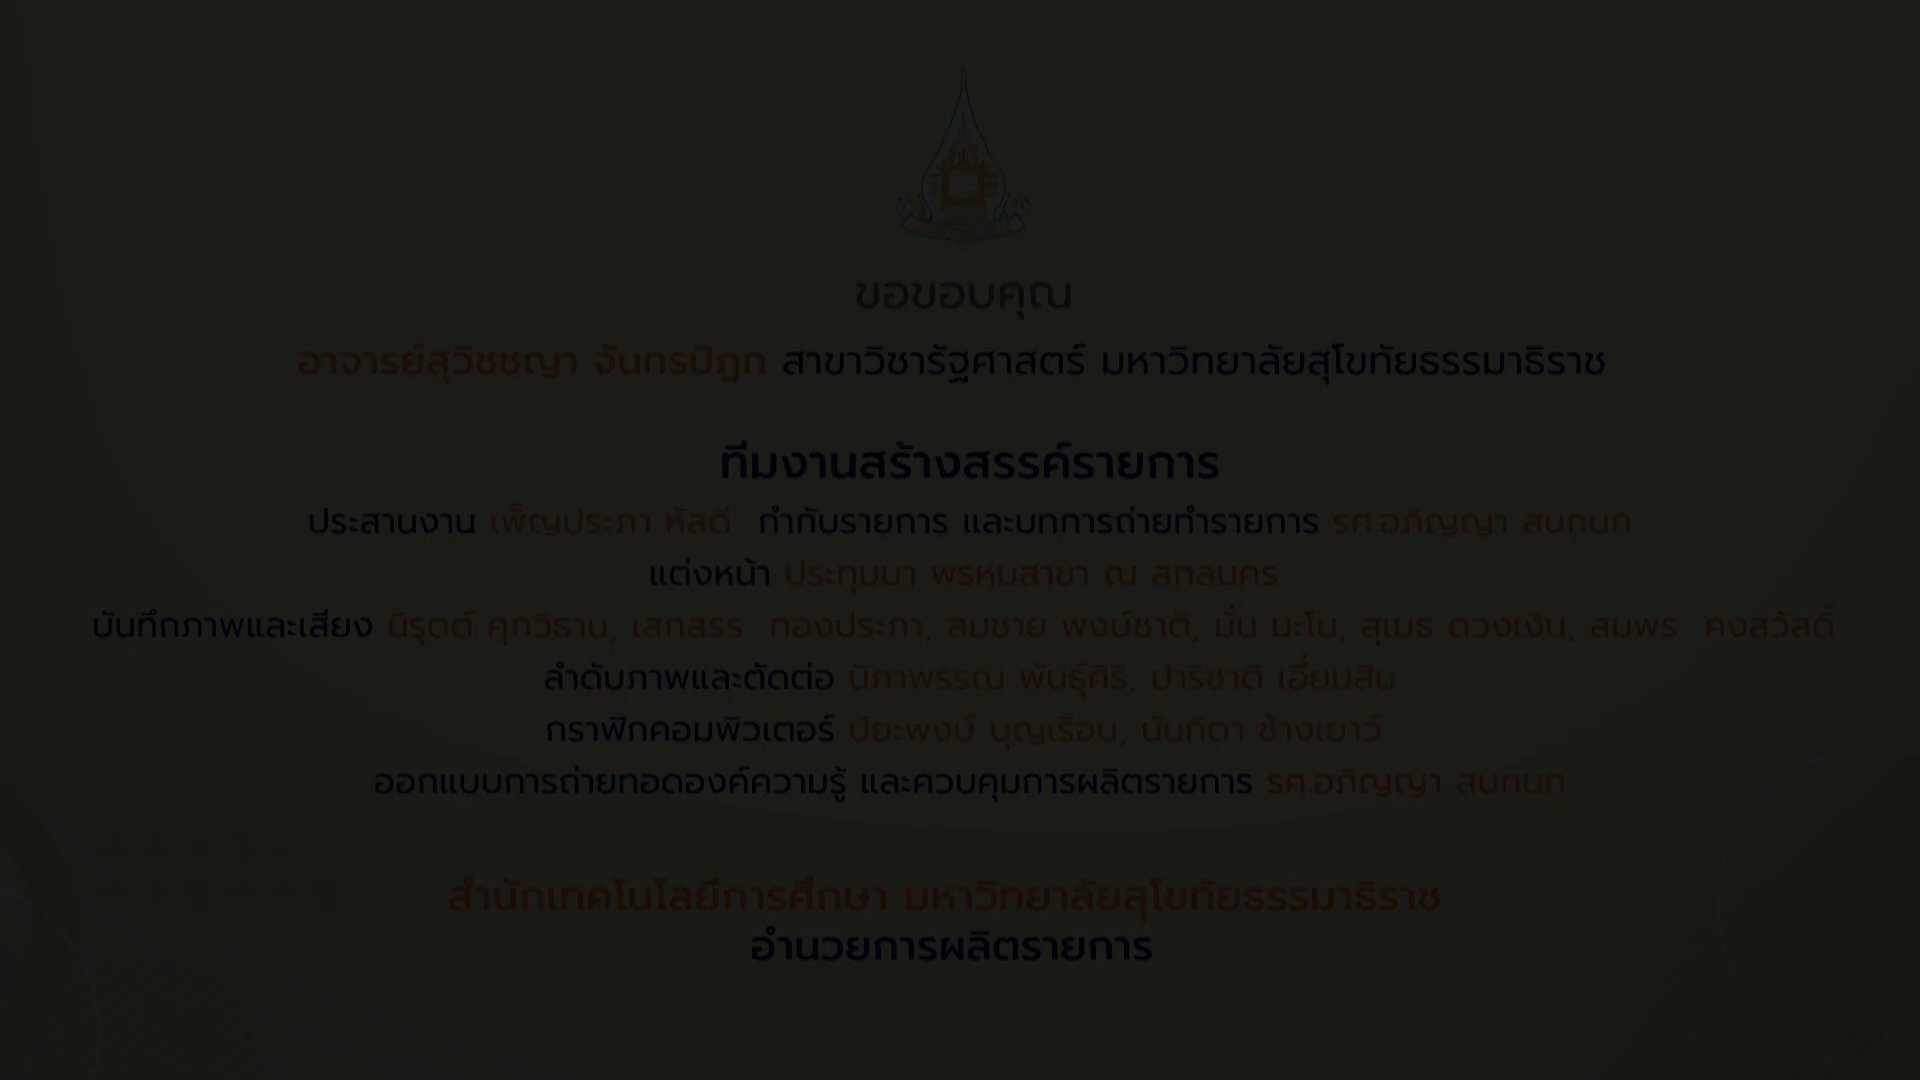 ขอขอบคุณ
อาจารย์สุวิชชญา จันทรปิฎก สาขาวิชารัฐศาสตร์ มหาวิทยาลัยสุโขทัยธรรมาธิราช
ทีมงานสร้างสรรค์รายการ
ประสานงาน เพ็ญประภา หัสดี กำกับรายการ และบทการถ่ายทำรายการ รศ.อภิญญา สนกนก
แต่งหน้า ประทุมมา พรหมสาขา ณ สกลนคร
บันทึกภาพและเสียง นิรุตต์ ศุภวิธาน, เสกสรร ทองประภา, สมชาย พงษ์ชาติ, มั่น มะโน, สุเมธ ดวงเงิน, สมพร คงสวัสดิ์
ลำดับภาพและตัดต่อ นิภาพรรณ พันธุ์ศิริ, ปาริชาติ เอี่ยมสิน
กราฟิกคอมพิวเตอร์ ปิยะพงษ์ บุญเรือน, นันทิดา ช้างเยาว์
ออกแบบการถ่ายทอดองค์ความรู้ และควบคุมการผลิตรายการ รศ.อภิญญา
สำนักเทคโนโลยีการศึกษา มหาวิทยาลัยสุโขทัยธรรมาธิราช
อำนวยการผลิตรายการ